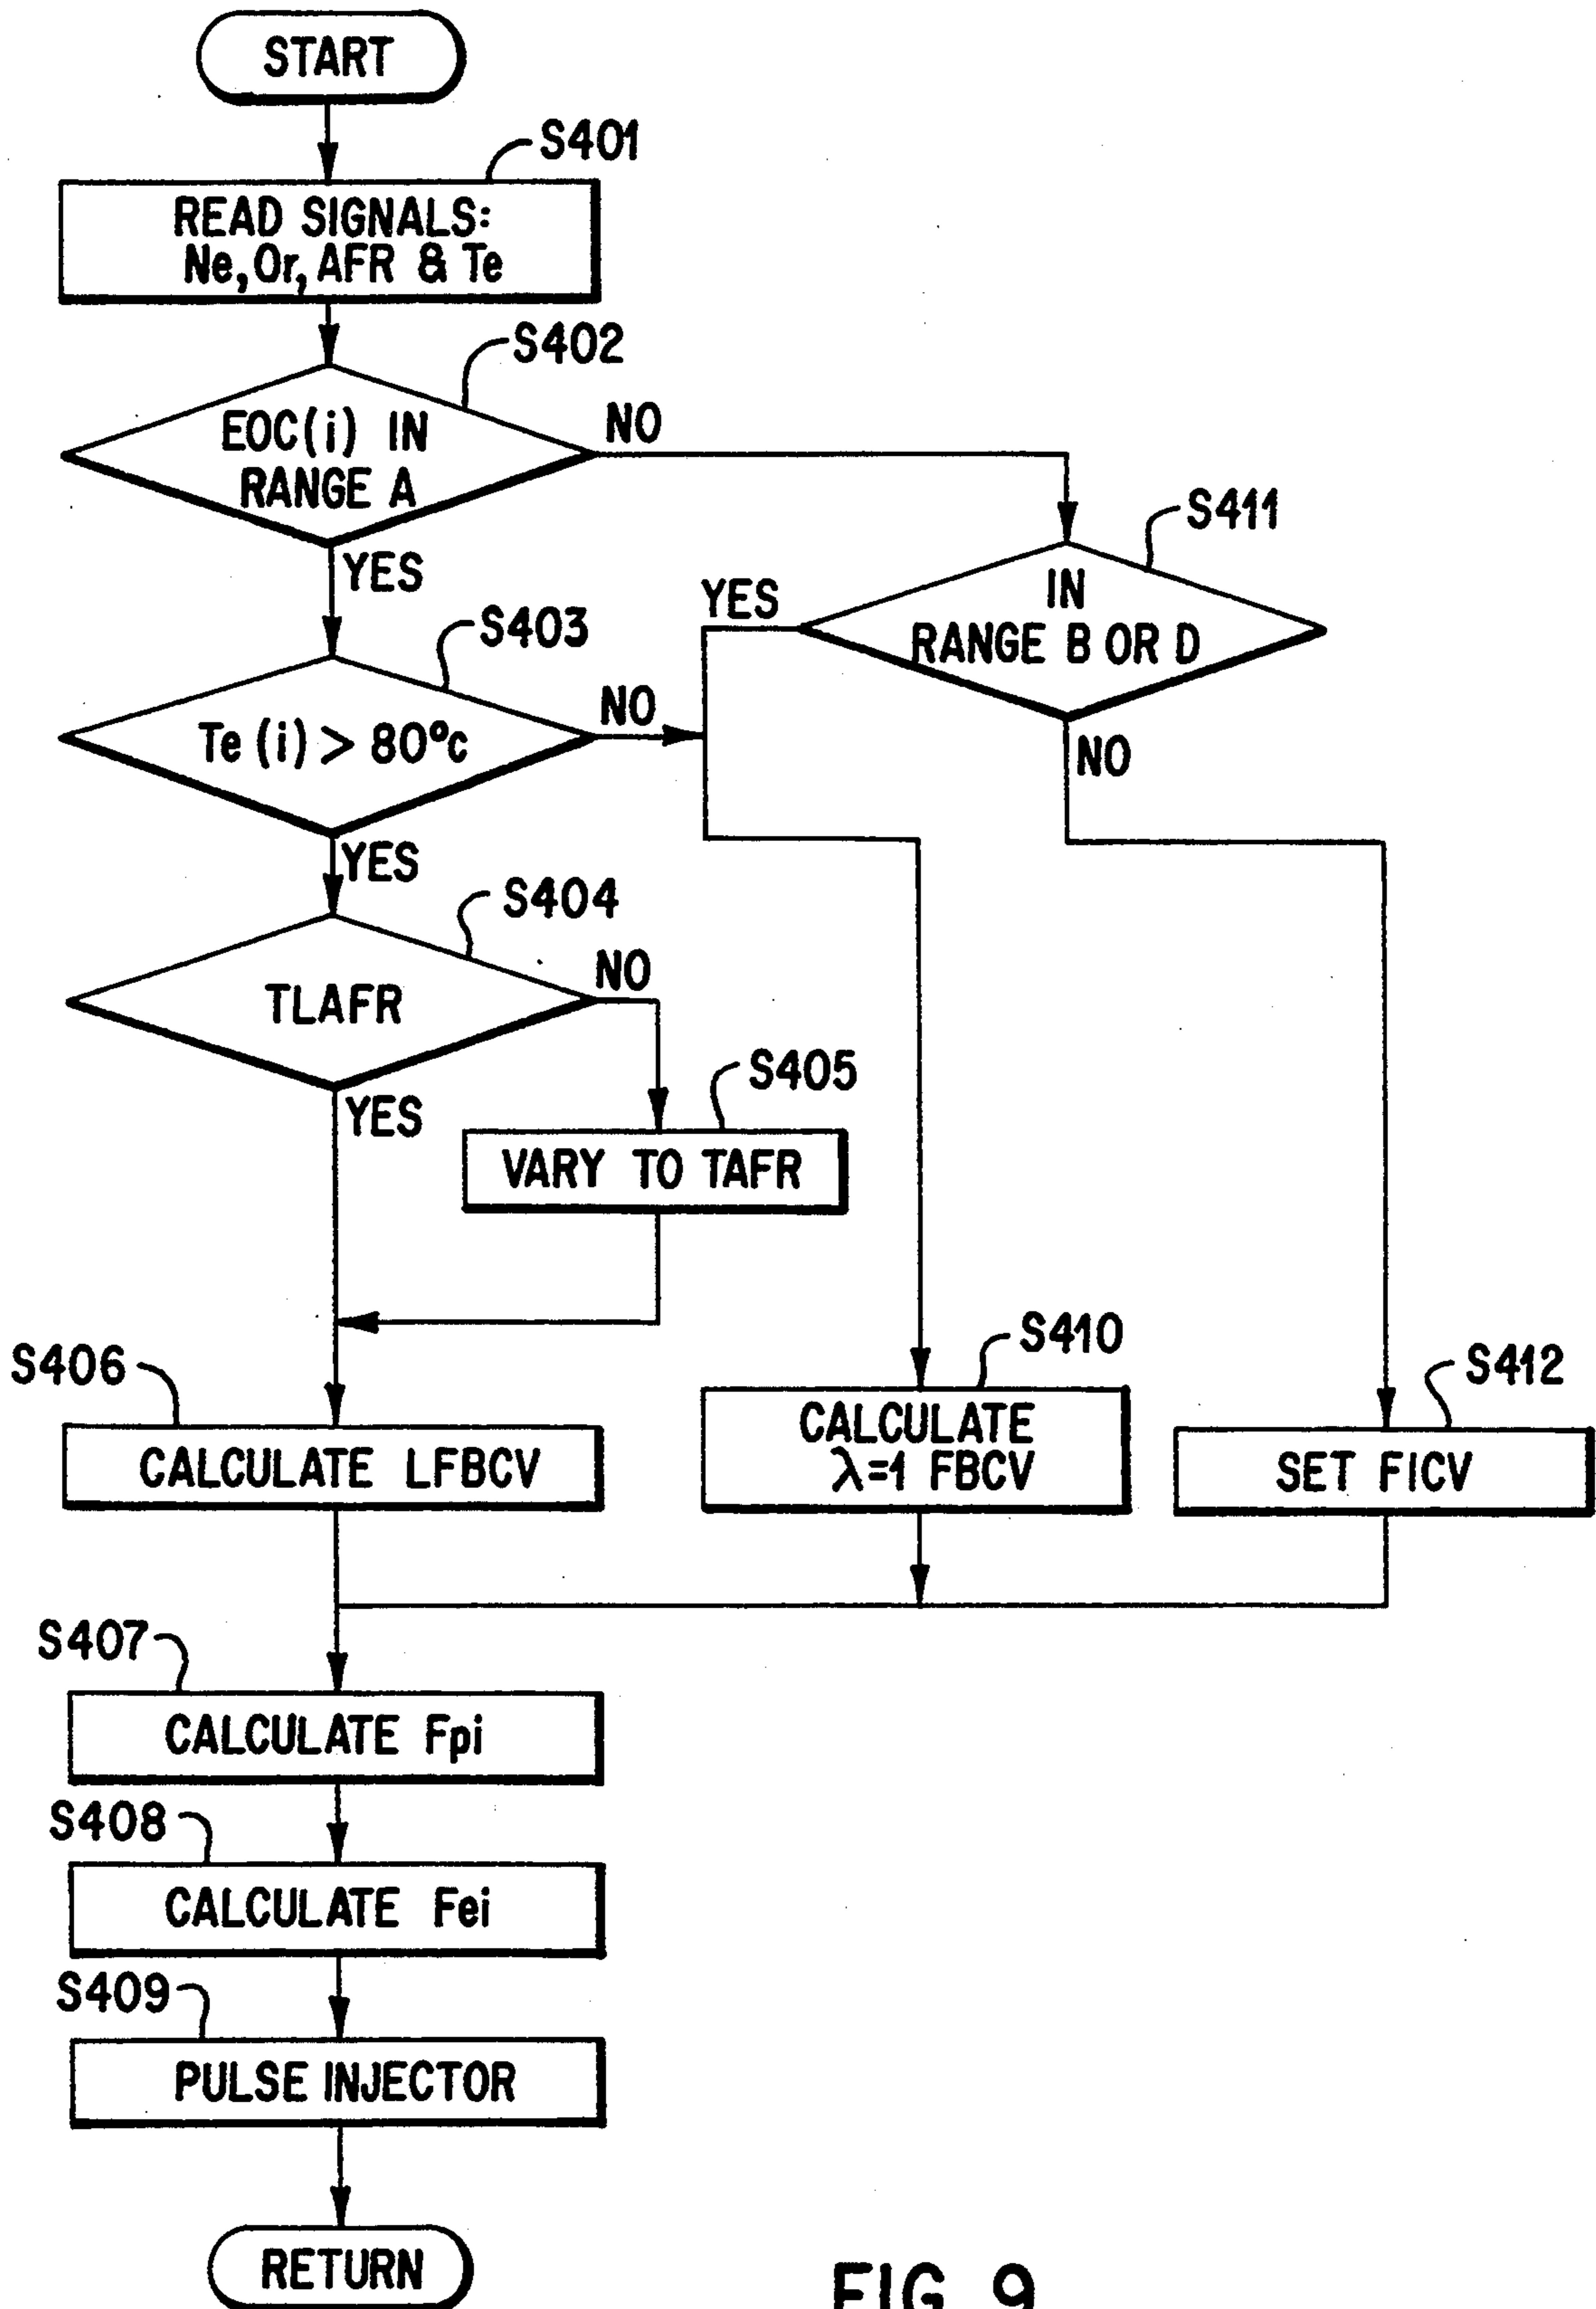 START
S401
READ SIGNALS:
Ne, Or, AFR & Te
S402
EOC(i) IN
RANGE A
NO
YES
S411
IN
RANGE B OR D
YES
NO
S403
Te (i) > 80°c
NO
YES
S404
TLAFR
NO
YES
S405
VARY TO TAFR
S406
CALCULATE LFBCV
S410
CALCULATE
λ=1 FBCV
S412
SET FICV
S407
CALCULATE Fpi
S408
CALCULATE Fei
S409
PULSE INJECTOR
RETURN
FIG. 9